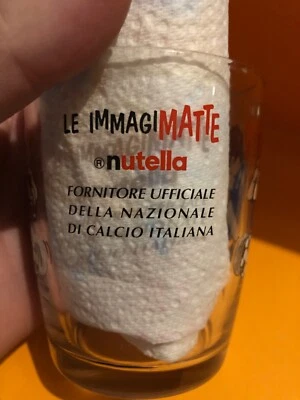 LE IMMAGIMATTE
®nutella
FORNITORE UFFICIALE
DELLA NAZIONALE
DI CALCIO ITALIANA